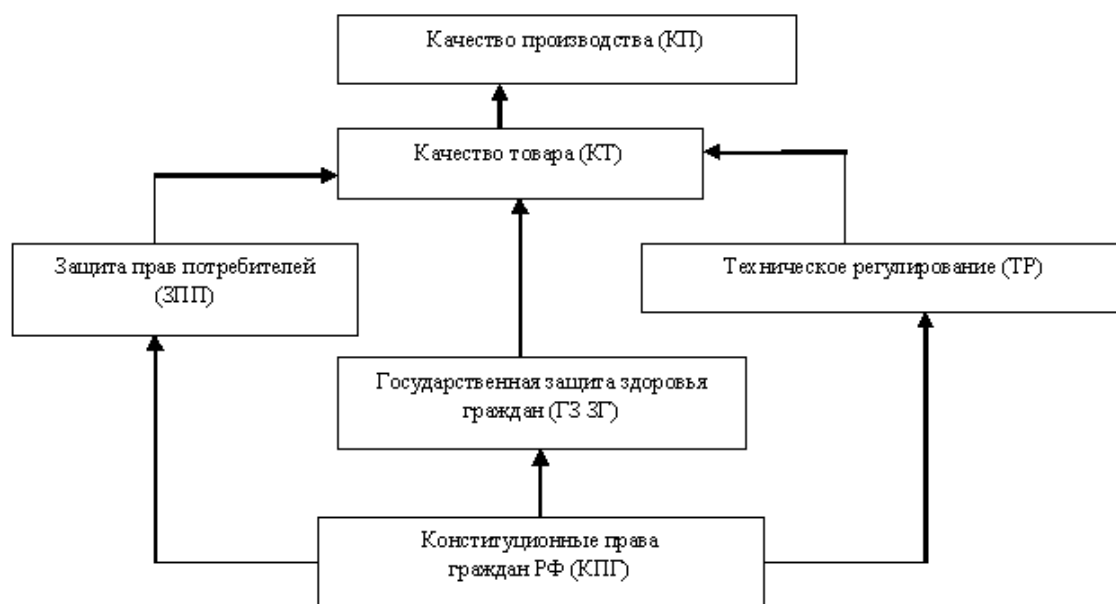 Качество производства (КП)
Качество товара (КТ)
Защита прав потребителей
(ЗПП)
Техническое регулирование (ТР)
Государственная защита здоровья
граждан (ГЗ ЗГ)
Конституционные права
граждан РФ (КПГ)